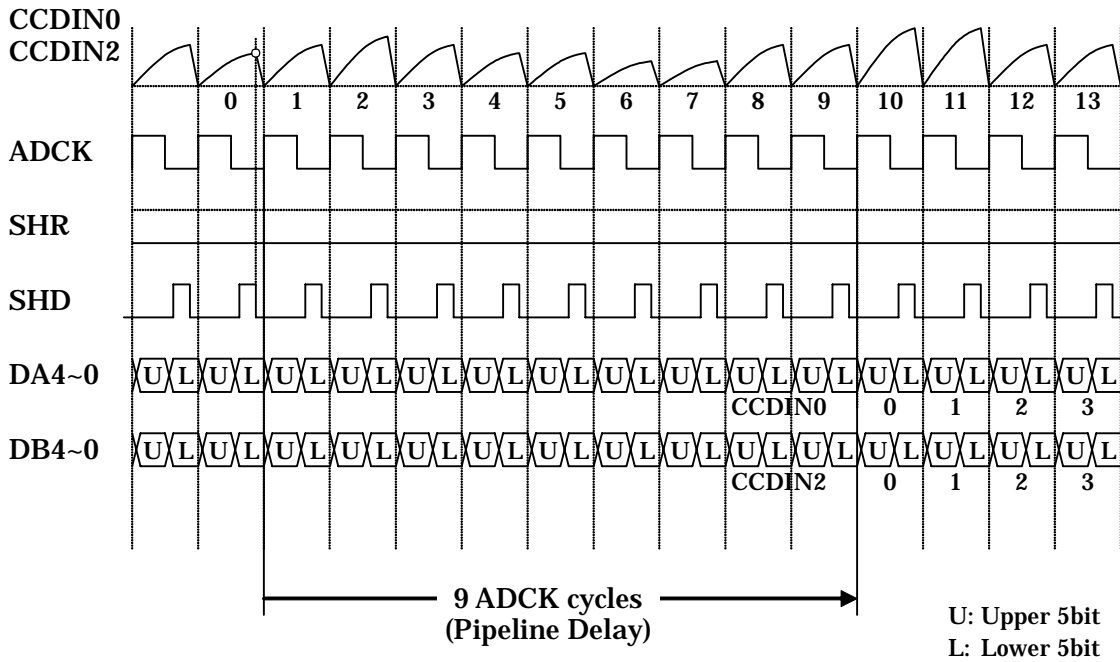 CCDIN0
CCDIN2
0 1 2 3 4 5 6 7 8 9 10 11 12 13
ADCK
SHR
SHD
DA4~0 U L U L U L U L U L U L U L U L U L U L U L U L U L U L U L
CCDIN0 0 1 2 3
DB4~0 U L U L U L U L U L U L U L U L U L U L U L U L U L U L U L
CCDIN2 0 1 2 3
9 ADCK cycles
(Pipeline Delay)
U: Upper 5bit
L: Lower 5bit